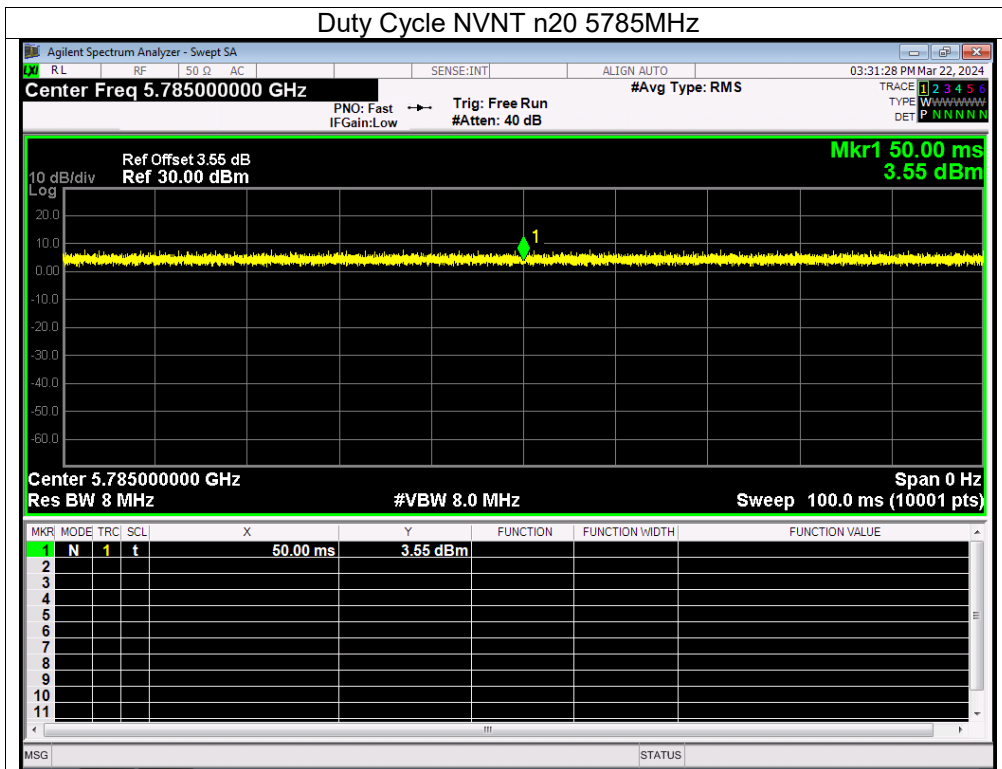 Duty Cycle NVNT n20 5785MHz
Agilent Spectrum Analyzer - Swept SA
LXI RL RF 50 Ω AC SENSE:INT ALIGN AUTO 03:31:28 PM Mar 22, 2024
Center Freq 5.785000000 GHz #Avg Type: RMS TRACE 1 2 3 4 5 6
PNO: Fast Trig: Free Run TYPE W
IFGain:Low #Atten: 40 dB DET P N N N N N
Mkr1 50.00 ms
Ref Offset 3.55 dB
10 dB/div Ref 30.00 dBm 3.55 dBm
Log
20.0
10.0
1
0.00
-10.0
-20.0
-30.0
-40.0
-50.0
-60.0
Center 5.785000000 GHz Span 0 Hz
Res BW 8 MHz #VBW 8.0 MHz Sweep 100.0 ms (10001 pts)
MKR MODE TRC SCL X Y FUNCTION FUNCTION WIDTH FUNCTION VALUE
1 N 1 t 50.00 ms 3.55 dBm
2
3
4
5
6
7
8
9
10
11
MSG STATUS